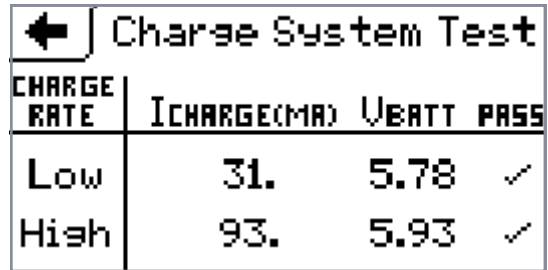 Charge System Test
CHARGE RATE ICHARGE(MA) VBATT PASS
Low 31. 5.78 ✓
High 93. 5.93 ✓